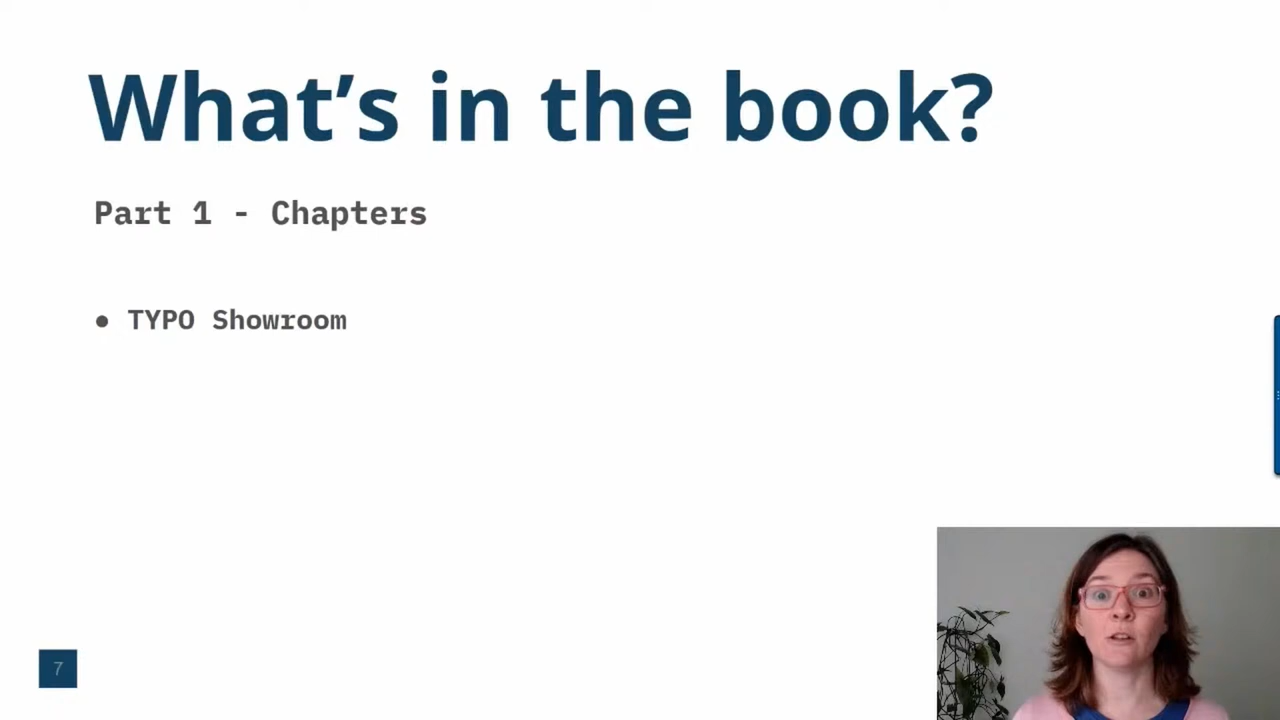 What’s in the book?
Part 1 - Chapters
● TYPO Showroom
7